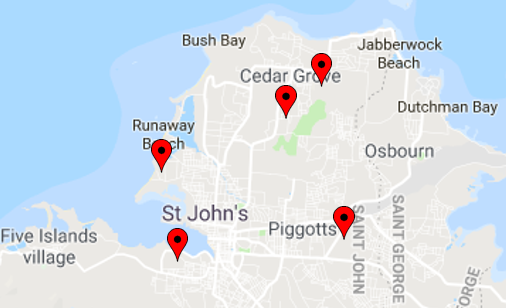 Bush Bay
Jabberwock
Beach
Cedar Grove
Dutchman Bay
Runaway
Beach
Osbourn
St John's
Five Islands
village
Piggotts
SAINT JOHN
SAINT GEORGE
GEORGE